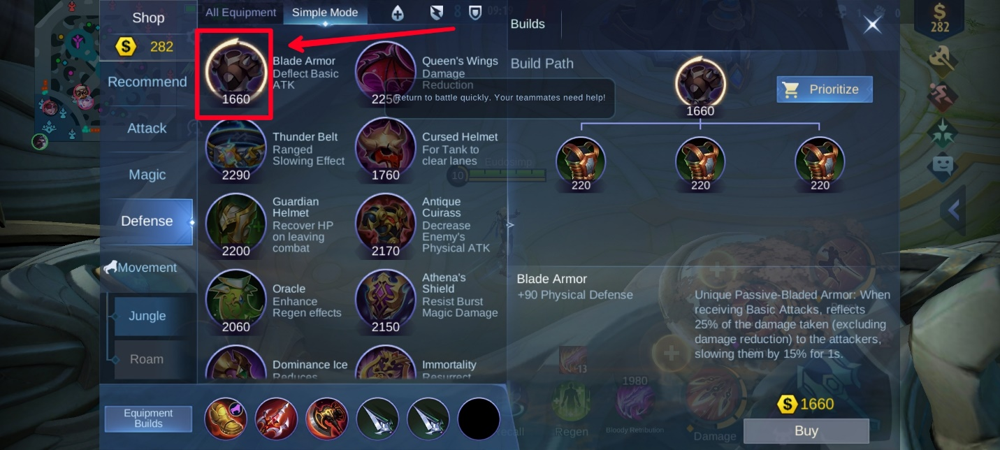 Shop
282
Recommend
Attack
Magic
Defense
Movement
Jungle
Roam
All Equipment
Simple Mode
8
09:19
Blade Armor
Deflect Basic
ATK
1660
Queen's Wings
Damage
Reduction
2250
Return to battle quickly. Your teammates need help!
Thunder Belt
Ranged
Slowing Effect
2290
Cursed Helmet
For Tank to
clear lanes
1760
Guardian
Helmet
Recover HP
on leaving
combat
2200
Antique
Cuirass
Decrease
Enemy's
Physical ATK
2170
Oracle
Enhance
Regen effects
2060
Athena's
Shield
Resist Burst
Magic Damage
2150
Dominance Ice
Reduces
Immortality
Resurrect
Equipment
Builds
Builds
Build Path
1660
Prioritize
220
220
220
10
Blade Armor
+90 Physical Defense
Unique Passive-Bladed Armor: When
receiving Basic Attacks, reflects
25% of the damage taken (excluding
damage reduction) to the attackers,
slowing them by 15% for 1s.
13
1980
Regen
Bloody Retribution
Damage
1660
Buy
282